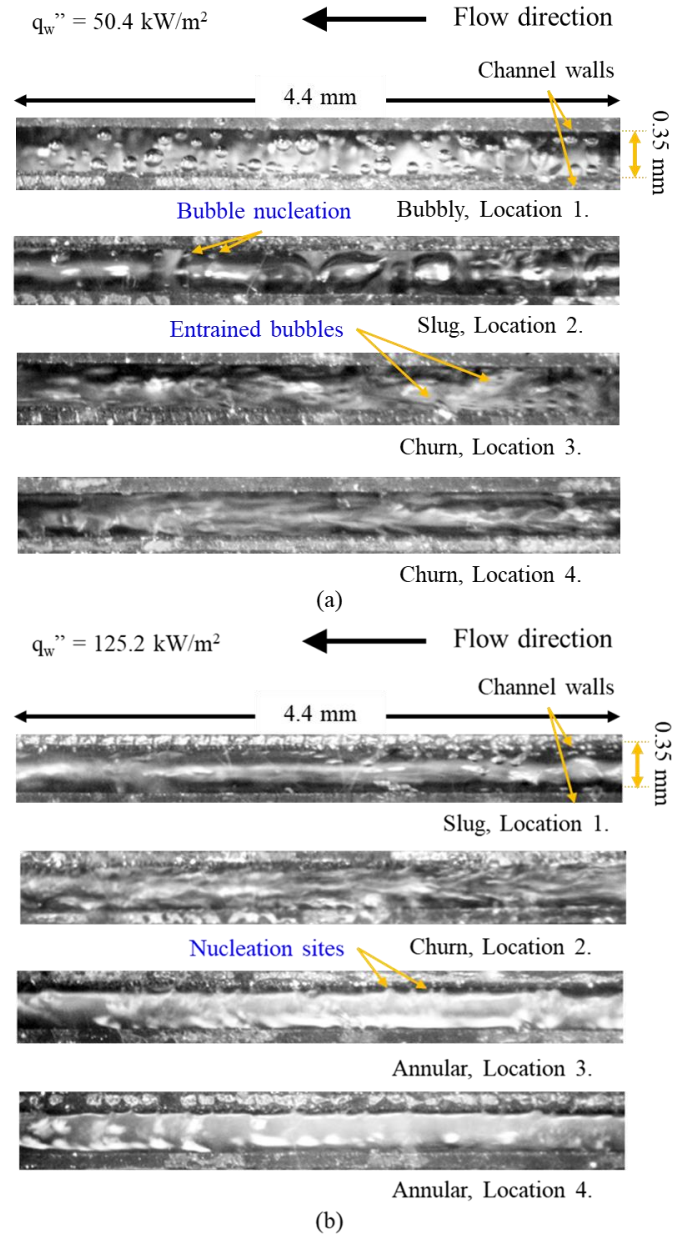 q_w” = 50.4 kW/m²
Flow direction
Channel walls
4.4 mm
0.35 mm
Bubbly, Location 1.
Bubble nucleation
Slug, Location 2.
Entrained bubbles
Churn, Location 3.
Churn, Location 4.
(a)
q_w” = 125.2 kW/m²
Flow direction
Channel walls
4.4 mm
0.35 mm
Slug, Location 1.
Churn, Location 2.
Nucleation sites
Annular, Location 3.
Annular, Location 4.
(b)